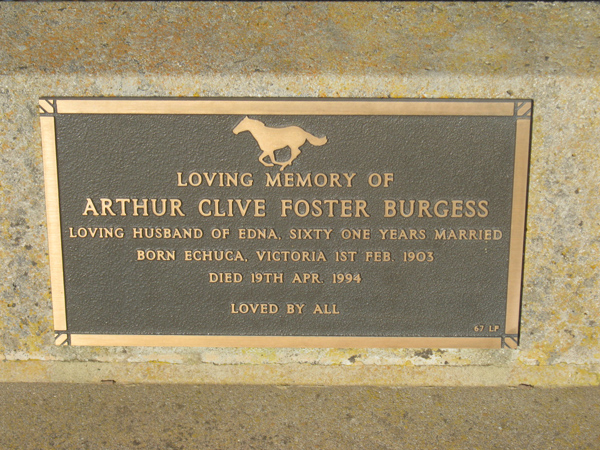 LOVING MEMORY OF
ARTHUR CLIVE FOSTER BURGESS
LOVING HUSBAND OF EDNA, SIXTY ONE YEARS MARRIED
BORN ECHUCA, VICTORIA 1ST FEB. 1903
DIED 19TH APR. 1994
LOVED BY ALL
67 LP